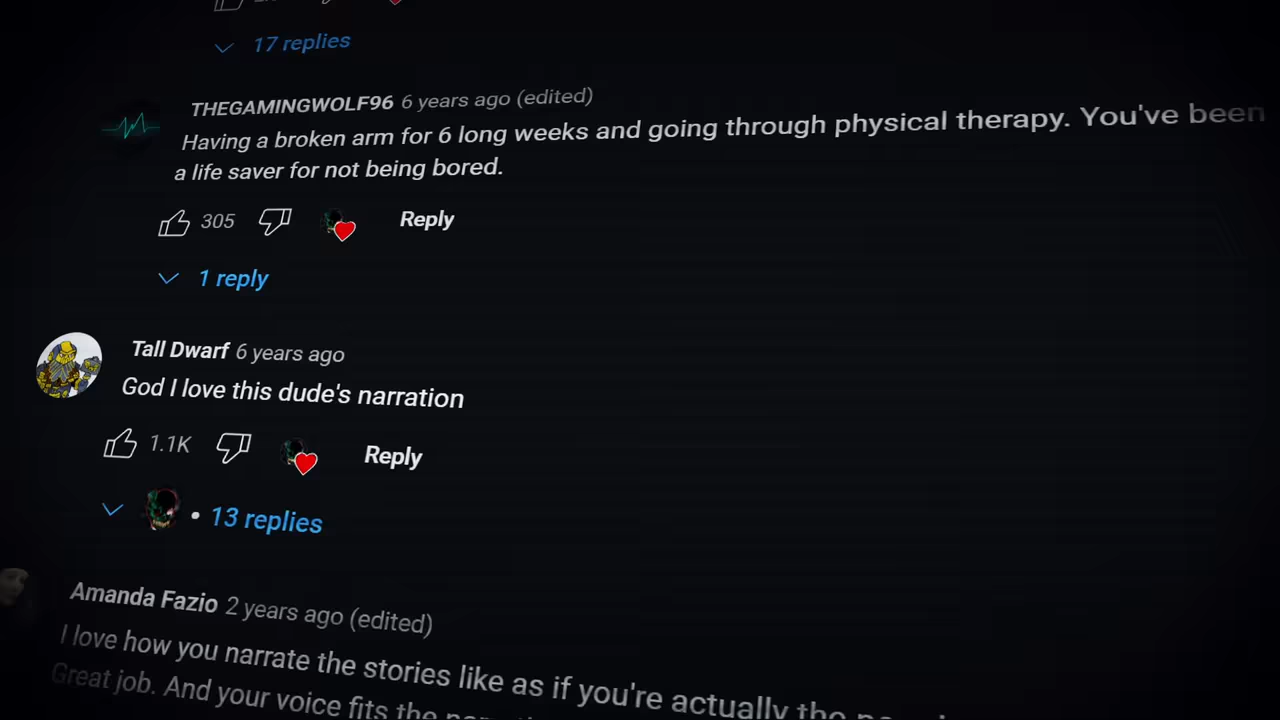 17 replies
THEGAMINGWOLF96 6 years ago (edited)
Having a broken arm for 6 long weeks and going through physical therapy. You've been
a life saver for not being bored.
305 Reply
1 reply
Tall Dwarf 6 years ago
God I love this dude's narration
1.1K Reply
• 13 replies
Amanda Fazio 2 years ago (edited)
I love how you narrate the stories like as if you're actually the
Great job. And your voice fits the